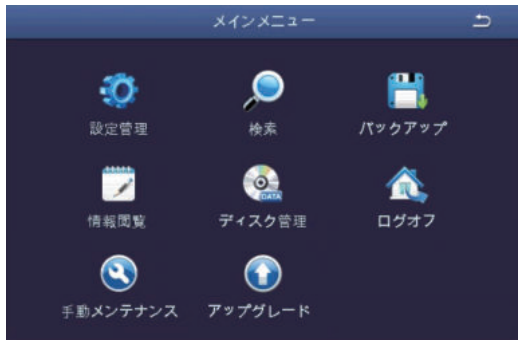 メインメニュー
設定管理 検索 バックアップ
DATA
情報閲覧 ディスク管理 ログオフ
手動メンテナンス アップグレード